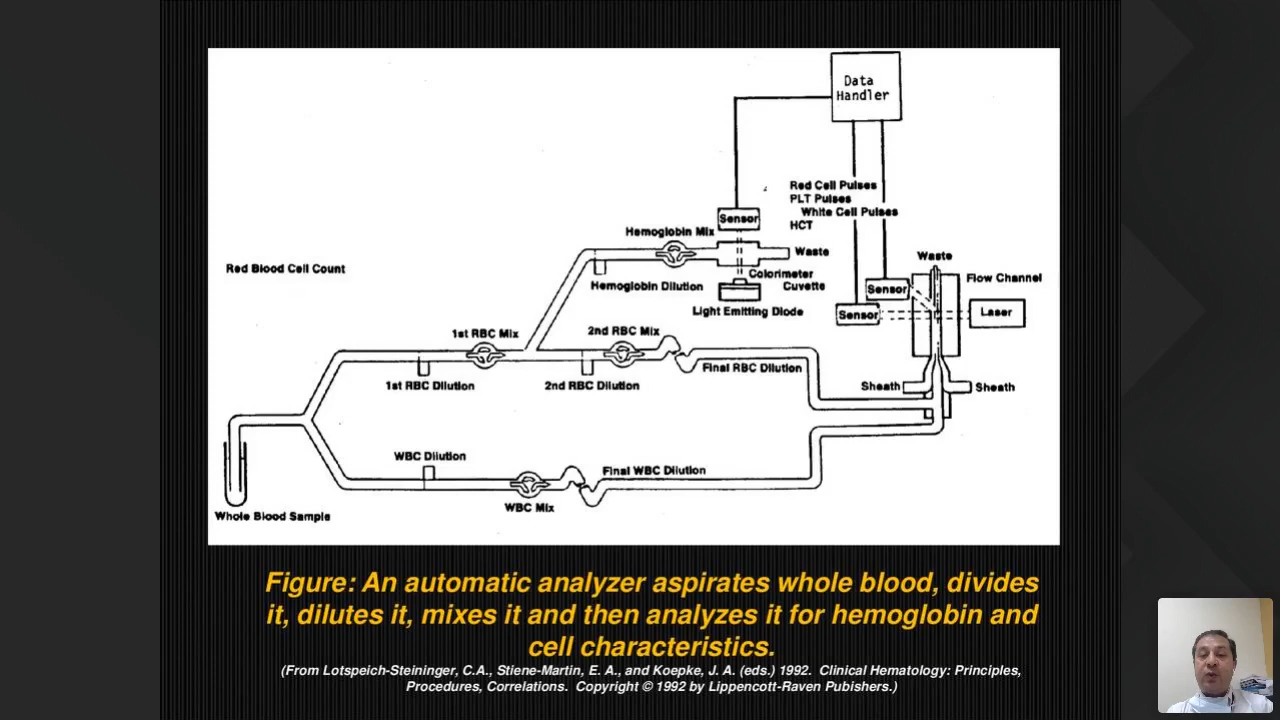 Data
Handler
Red Cell Pulses
PLT Pulses
White Cell Pulses
HCT
Sensor
Hemoglobin Mix
Waste
Waste
Red Blood Cell Count
Colorimeter
Cuvette
Flow Channel
Hemoglobin Dilution
Sensor
Light Emitting Diode
Sensor
Laser
1st RBC Mix
2nd RBC Mix
Final RBC Dilution
1st RBC Dilution
2nd RBC Dilution
Sheath
Sheath
WBC Dilution
Final WBC Dilution
WBC Mix
Whole Blood Sample
Figure: An automatic analyzer aspirates whole blood, divides
it, dilutes it, mixes it and then analyzes it for hemoglobin and
cell characteristics.
(From Lotspeich-Steininger, C.A., Stiene-Martin, E. A., and Koepke, J. A. (eds.) 1992. Clinical Hematology: Principles,
Procedures, Correlations. Copyright © 1992 by Lippencott-Raven Pubishers.)